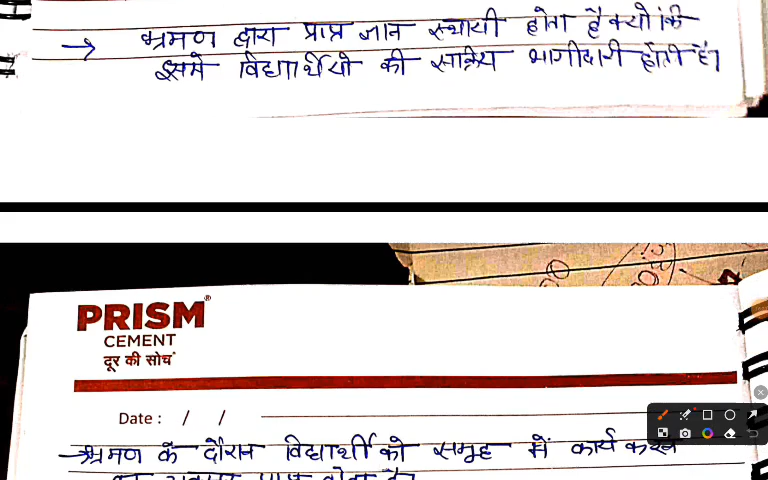 → भ्रमण द्वारा प्राप्त ज्ञान स्थायी होता है क्योंकि
इसमे विद्यार्थीयो की सक्रिय भागीदारी होती है।
PRISM®
CEMENT
दूर की सोच
Date : / /
→ भ्रमण के दौरान विद्यार्थी को समूह में कार्य करने